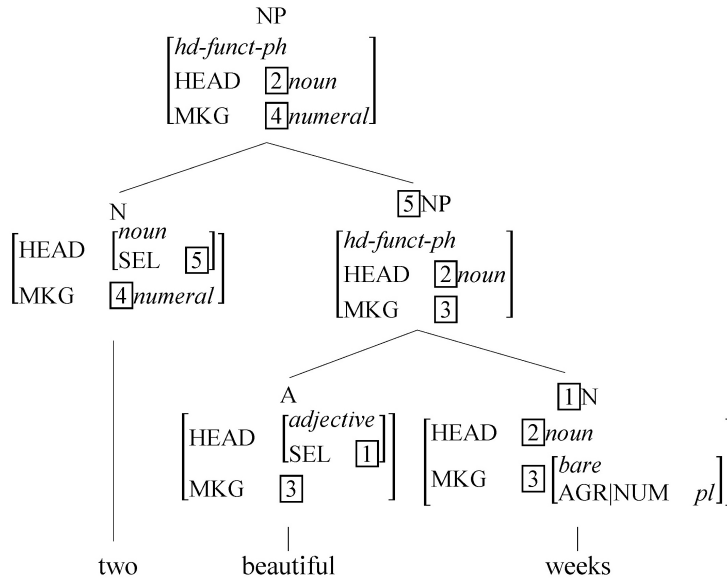 NP
hd-funct-ph
HEAD 2 noun
MKG 4 numeral
N
HEAD noun
SEL 5
MKG 4 numeral
5 NP
hd-funct-ph
HEAD 2 noun
MKG 3
A
HEAD adjective
SEL 1
MKG 3
1 N
HEAD 2 noun
MKG 3 bare
AGR|NUM pl
two beautiful weeks